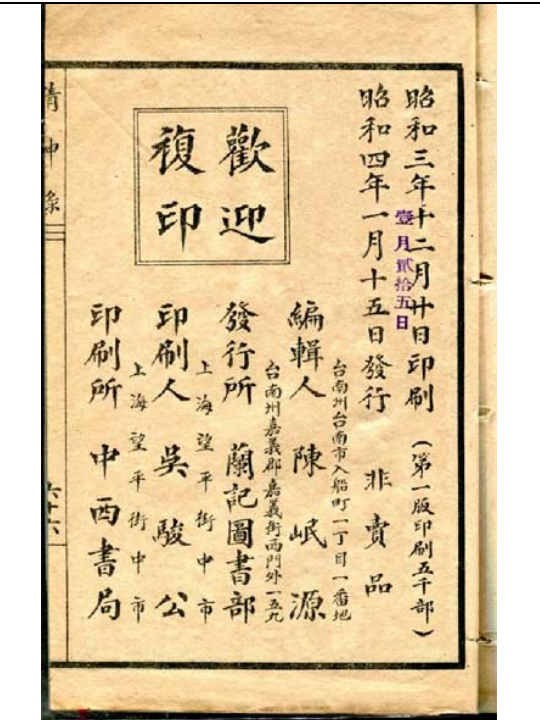 昭和三年十二月廿日印刷(第一版印刷五千部)
壹月貳拾五日
昭和四年一月十五日發行 非賣品
歡迎
複印
台南州台南市入船町一丁目一番地
編輯人 陳岷源
台南州嘉義郡嘉義街西門外一五九
發行所 蘭記圖書部
上海望平街中市
印刷人 吳駿公
上海望平街中市
印刷所 中西書局
精神錄
六十六